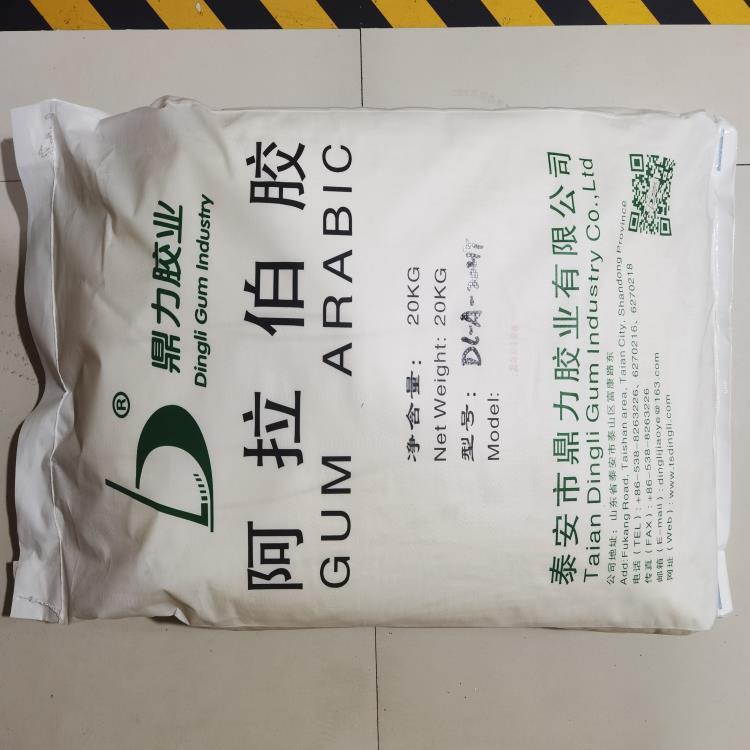 ®
鼎力胶业
Dingli Gum Industry
阿拉伯胶
GUM ARABIC
净含量: 20KG
Net Weight: 20KG
型号:
Model:
泰安市鼎力胶业有限公司
Taian Dingli Gum Industry Co.,Ltd
公司地址: 山东省泰安市泰山区富康路东
Add:Fukang Road, Taishan area, Taian City, Shandong Province
电话(TEL):+86-538-8263226、6270216、6270218
传真(FAX):+86-538-8263226
邮箱(E-mail):dinglijiaoye@163.com
网址(Web):www.tsdingli.com